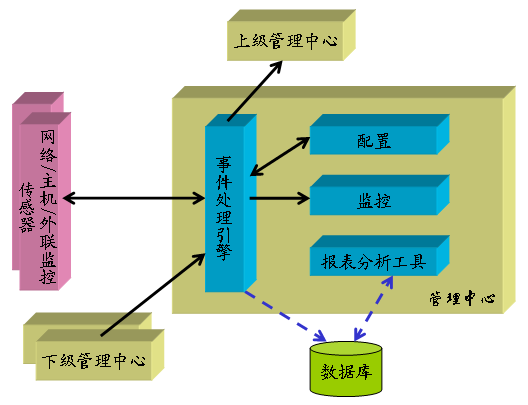 上级管理中心
网络/主机/外联监控
传感器
事件处理引擎
配置
监控
报表分析工具
管理中心
下级管理中心
数据库